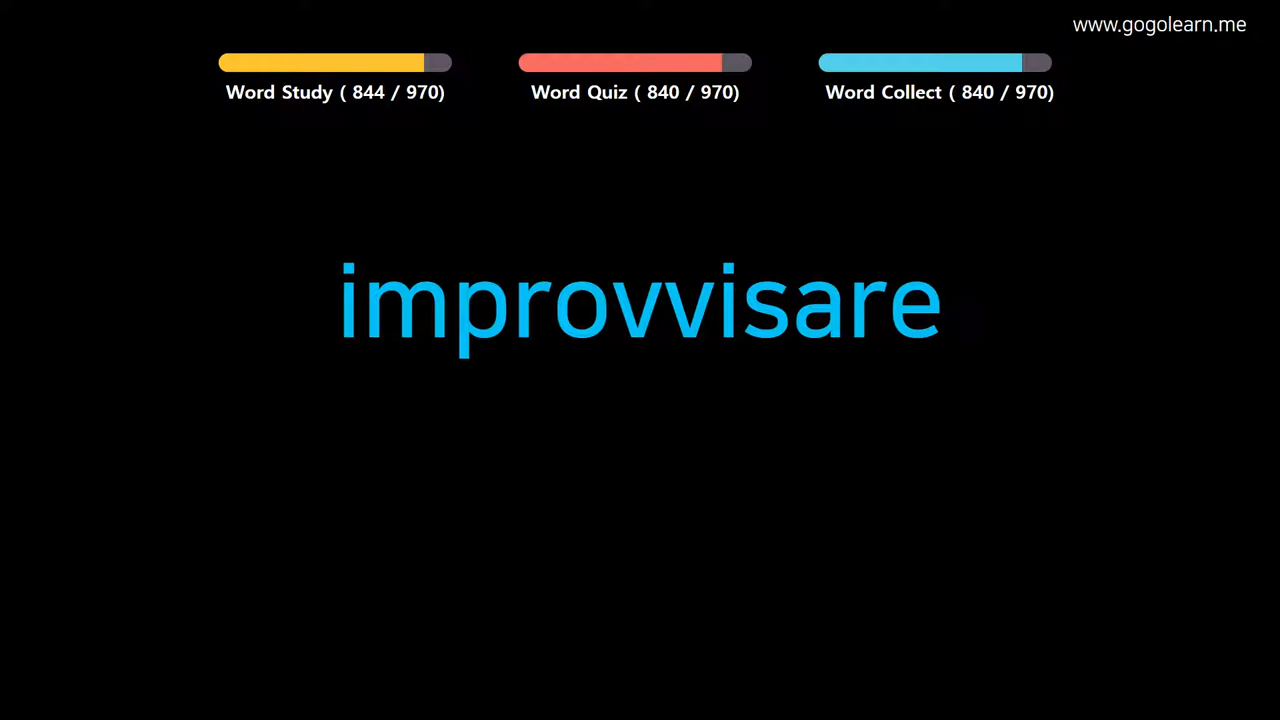 www.gogolearn.me
Word Study ( 844 / 970)
Word Quiz ( 840 / 970)
Word Collect ( 840 / 970)
improvvisare